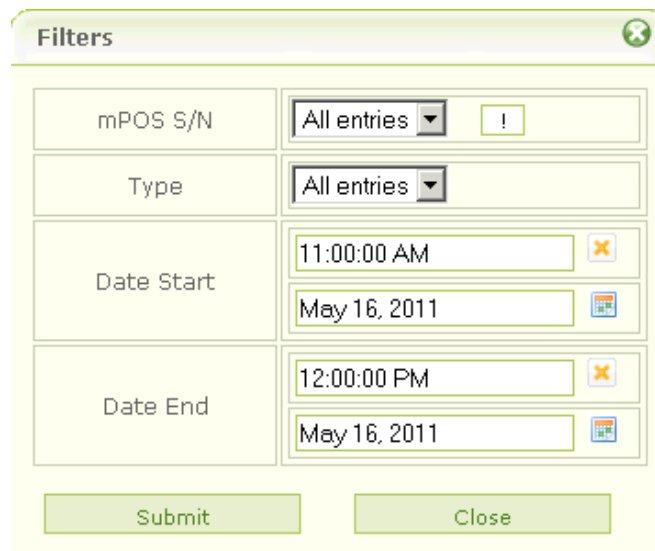 Filters
mPOS S/N All entries !
Type All entries
Date Start
11:00:00 AM
May 16, 2011
Date End
12:00:00 PM
May 16, 2011
Submit Close